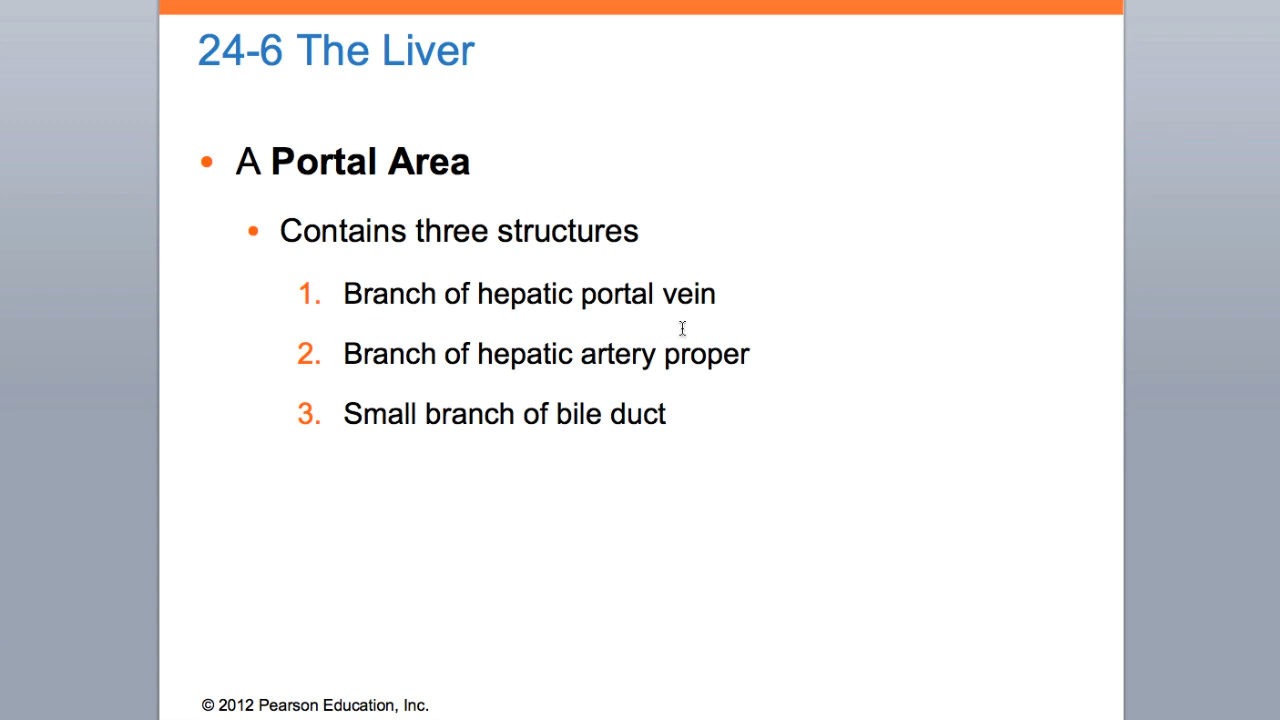 24-6 The Liver
• A Portal Area
• Contains three structures
1. Branch of hepatic portal vein
2. Branch of hepatic artery proper
3. Small branch of bile duct
© 2012 Pearson Education, Inc.